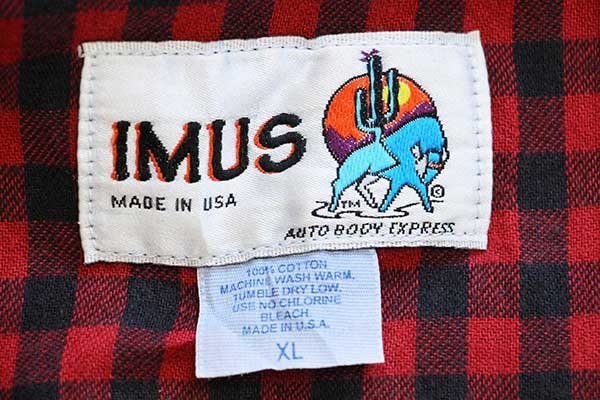 IMUS
MADE IN USA
TM
©
AUTO BODY EXPRESS
100% COTTON
MACHINE WASH WARM.
TUMBLE DRY LOW.
USE NO CHLORINE
BLEACH.
MADE IN U.S.A.
XL